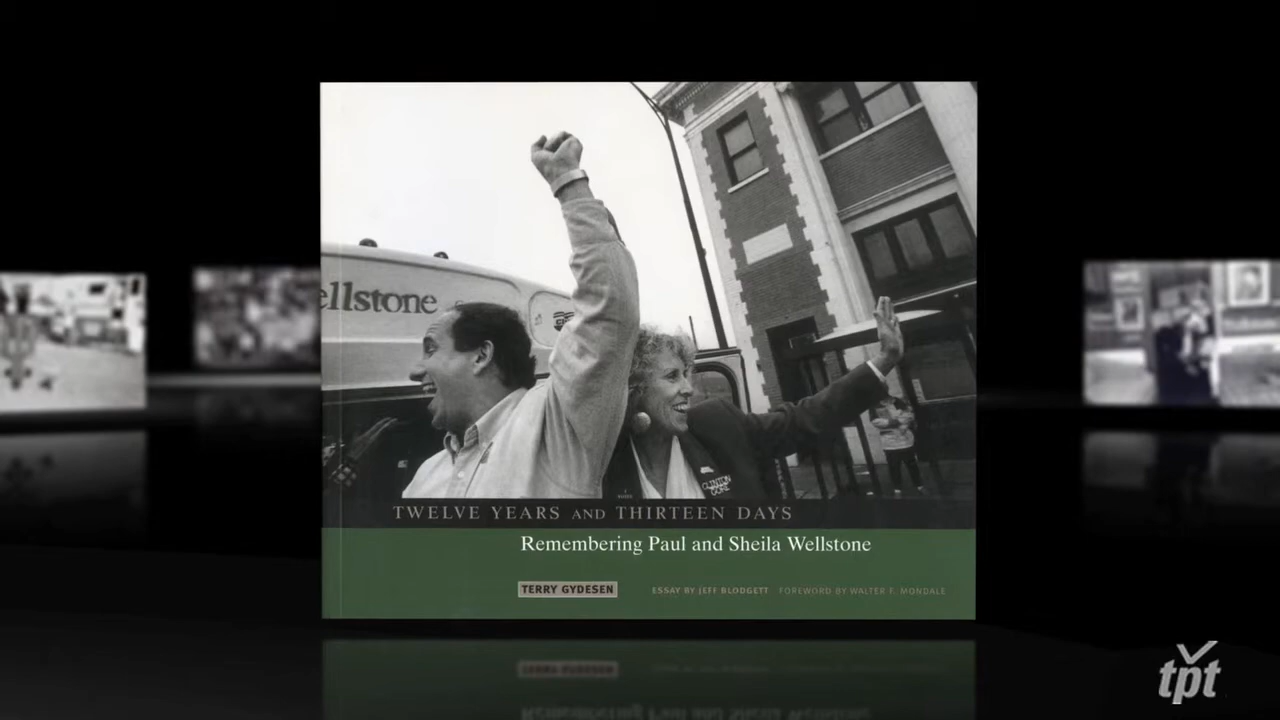 ellstone
CLINTON
GORE
TWELVE YEARS AND THIRTEEN DAYS
Remembering Paul and Sheila Wellstone
TERRY GYDESEN ESSAY BY JEFF BLODGETT FOREWORD BY WALTER F. MONDALE
tpt